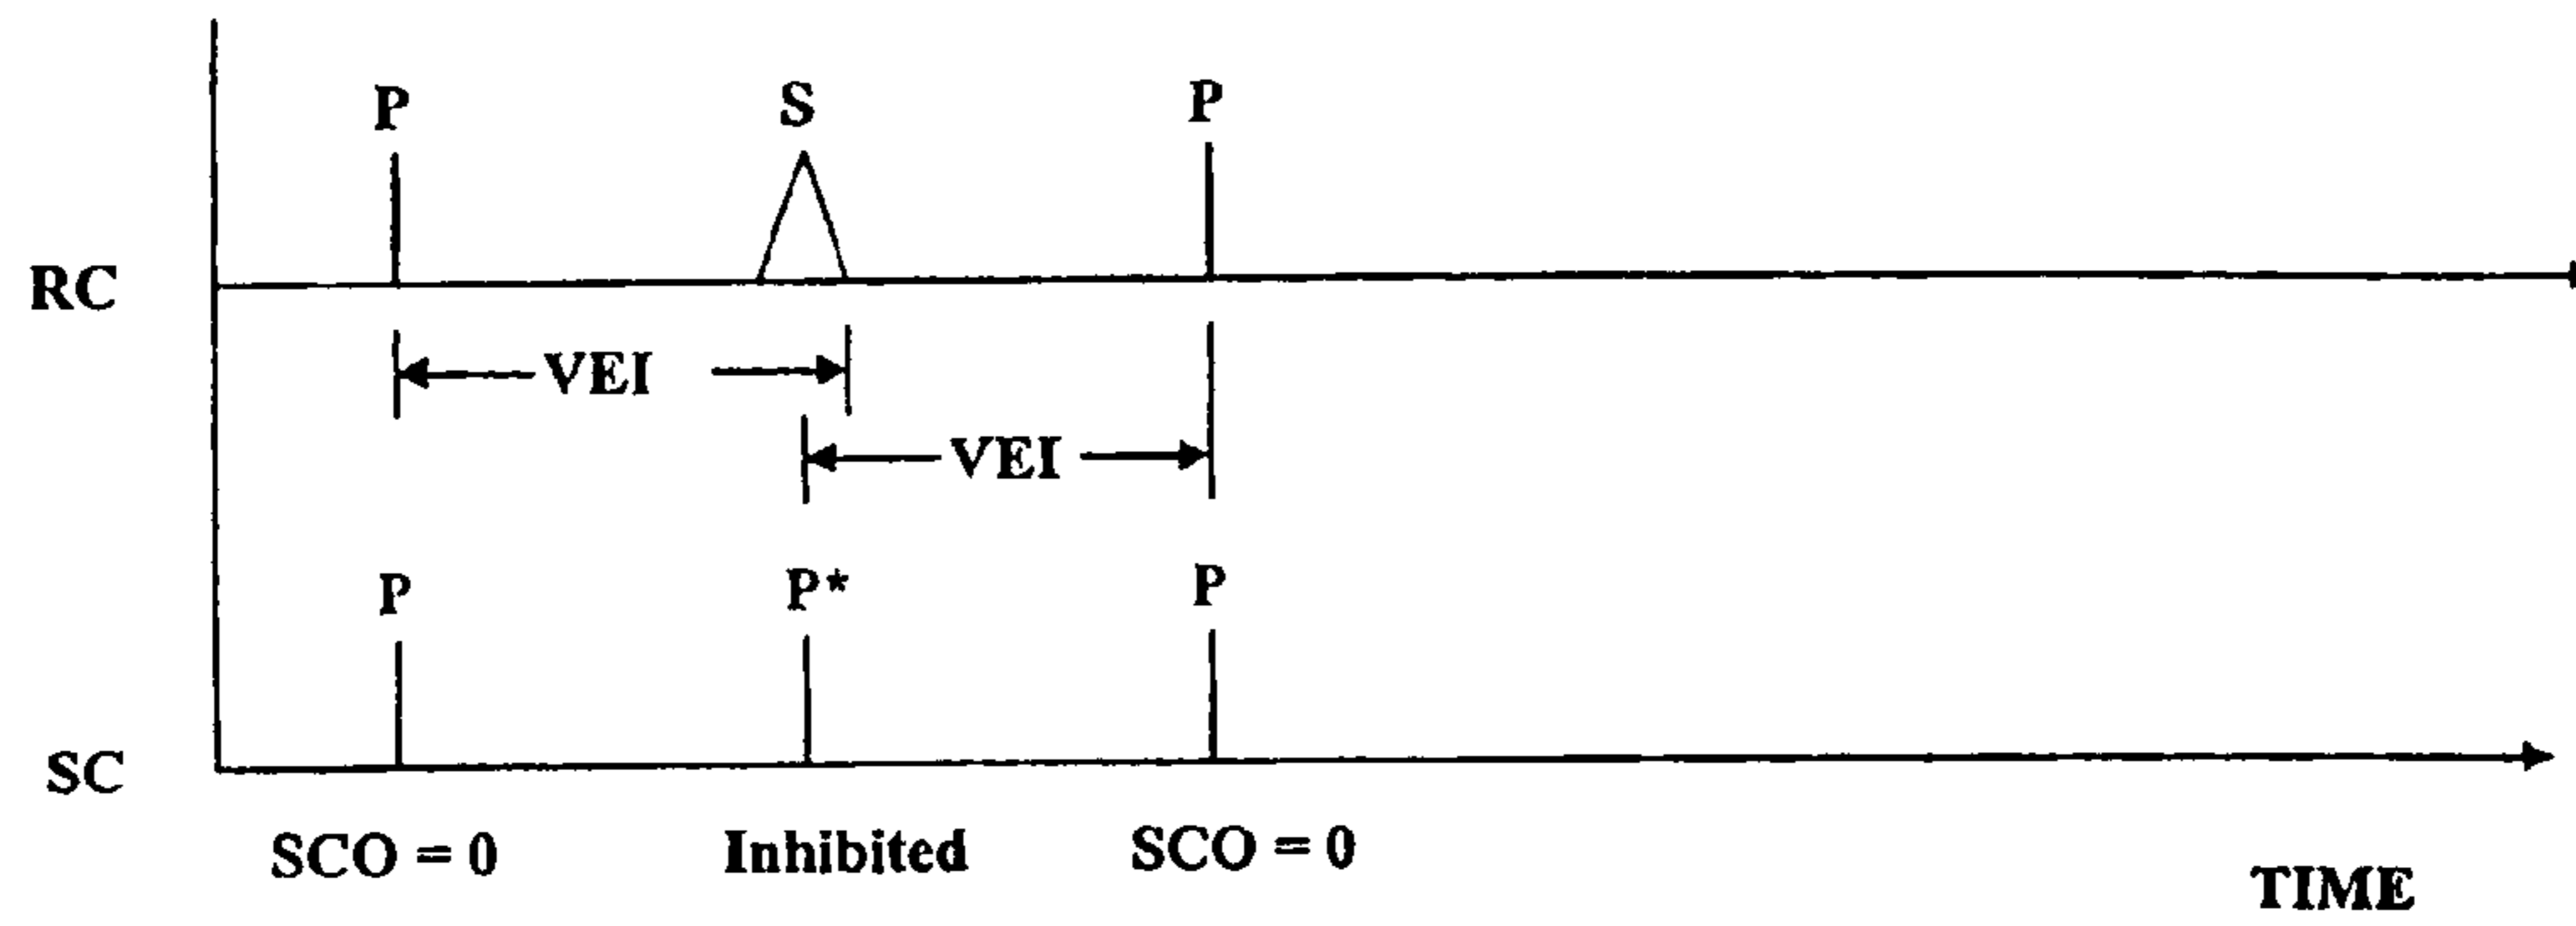 P S P
RC
VEI
VEI
P P* P
SC
SCO = 0 Inhibited SCO = 0
TIME